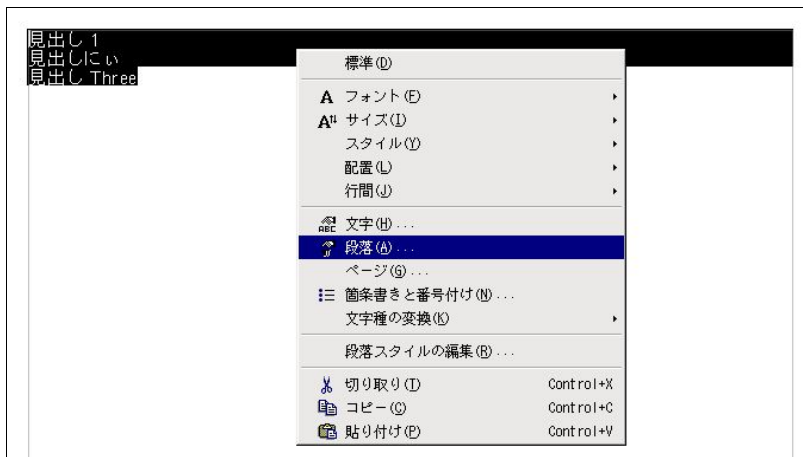 見出し 1
見出しにぃ
見出し Three
標準(D)
A フォント(F)
A サイズ(I)
スタイル(Y)
配置(L)
行間(J)
ABC 文字(H)...
段落(A)...
ページ(G)...
箇条書きと番号付け(N)...
文字種の変換(K)
段落スタイルの編集(R)...
切り取り(T) Control+X
コピー(C) Control+C
貼り付け(P) Control+V